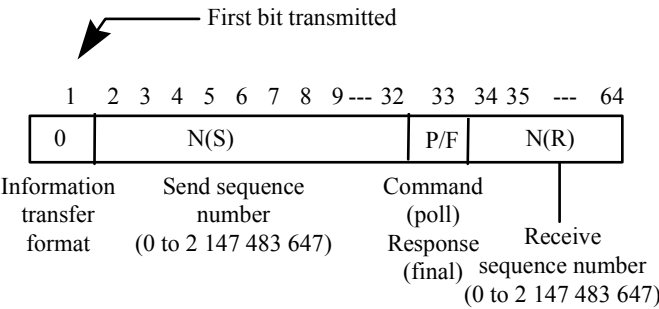 First bit transmitted
1 2 3 4 5 6 7 8 9 --- 32 33 34 35 --- 64
0 N(S) P/F N(R)
Information
transfer
format
Send sequence
number
(0 to 2 147 483 647)
Command
(poll)
Response
(final)
Receive
sequence number
(0 to 2 147 483 647)